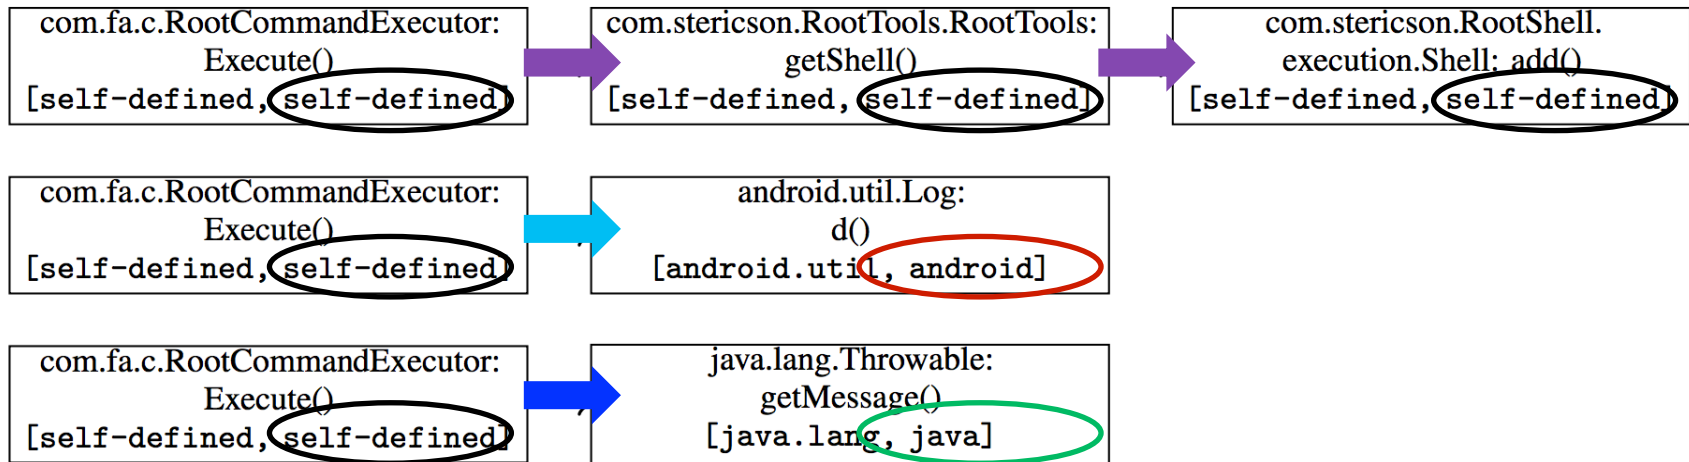 com.fa.c.RootCommandExecutor:
Execute()
[self-defined, self-defined]
com.stericson.RootTools.RootTools:
getShell()
[self-defined, self-defined]
com.stericson.RootShell.
execution.Shell: add()
[self-defined, self-defined]
com.fa.c.RootCommandExecutor:
Execute()
[self-defined, self-defined]
android.util.Log:
d()
[android.util, android]
com.fa.c.RootCommandExecutor:
Execute()
[self-defined, self-defined]
java.lang.Throwable:
getMessage()
[java.lang, java]